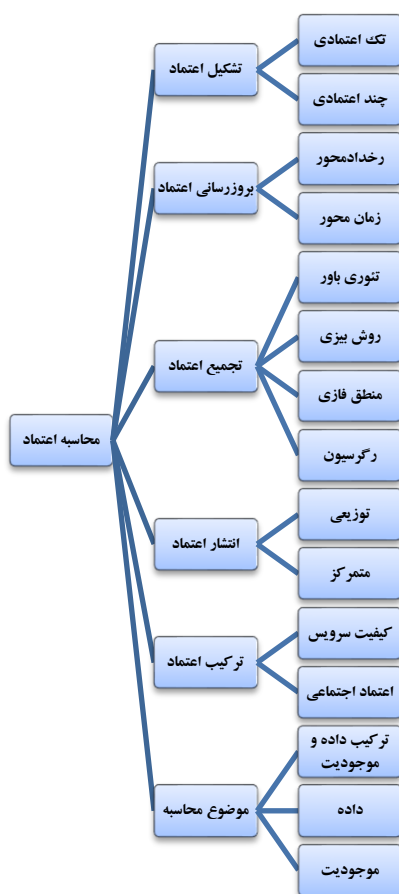 محاسبه اعتماد
تشکیل اعتماد
تک اعتمادی
چند اعتمادی
بروزرسانی اعتماد
رخدادمحور
زمان محور
تجمیع اعتماد
تئوری باور
روش بیزی
منطق فازی
رگرسیون
انتشار اعتماد
توزیعی
متمرکز
ترکیب اعتماد
کیفیت سرویس
اعتماد اجتماعی
موضوع محاسبه
ترکیب داده و
موجودیت
داده
موجودیت